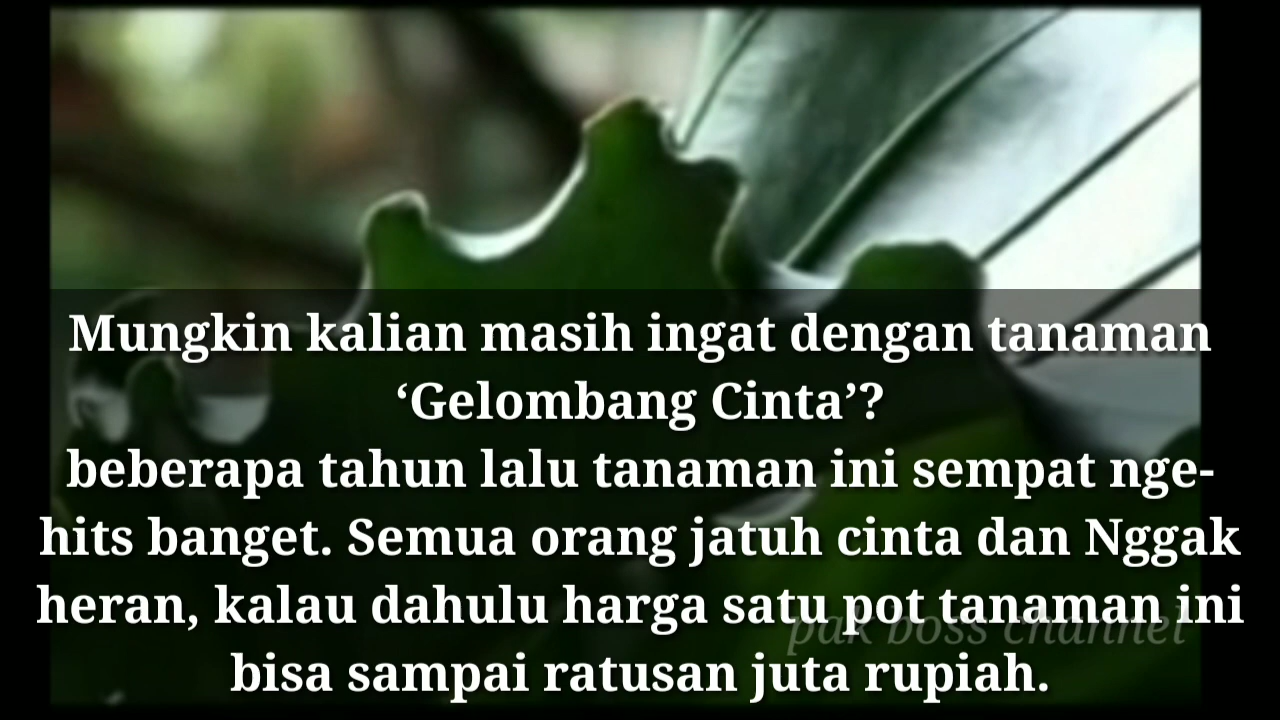 Mungkin kalian masih ingat dengan tanaman
‘Gelombang Cinta’?
beberapa tahun lalu tanaman ini sempat nge-
hits banget. Semua orang jatuh cinta dan Nggak
heran, kalau dahulu harga satu pot tanaman ini
bisa sampai ratusan juta rupiah.
pak boss channel